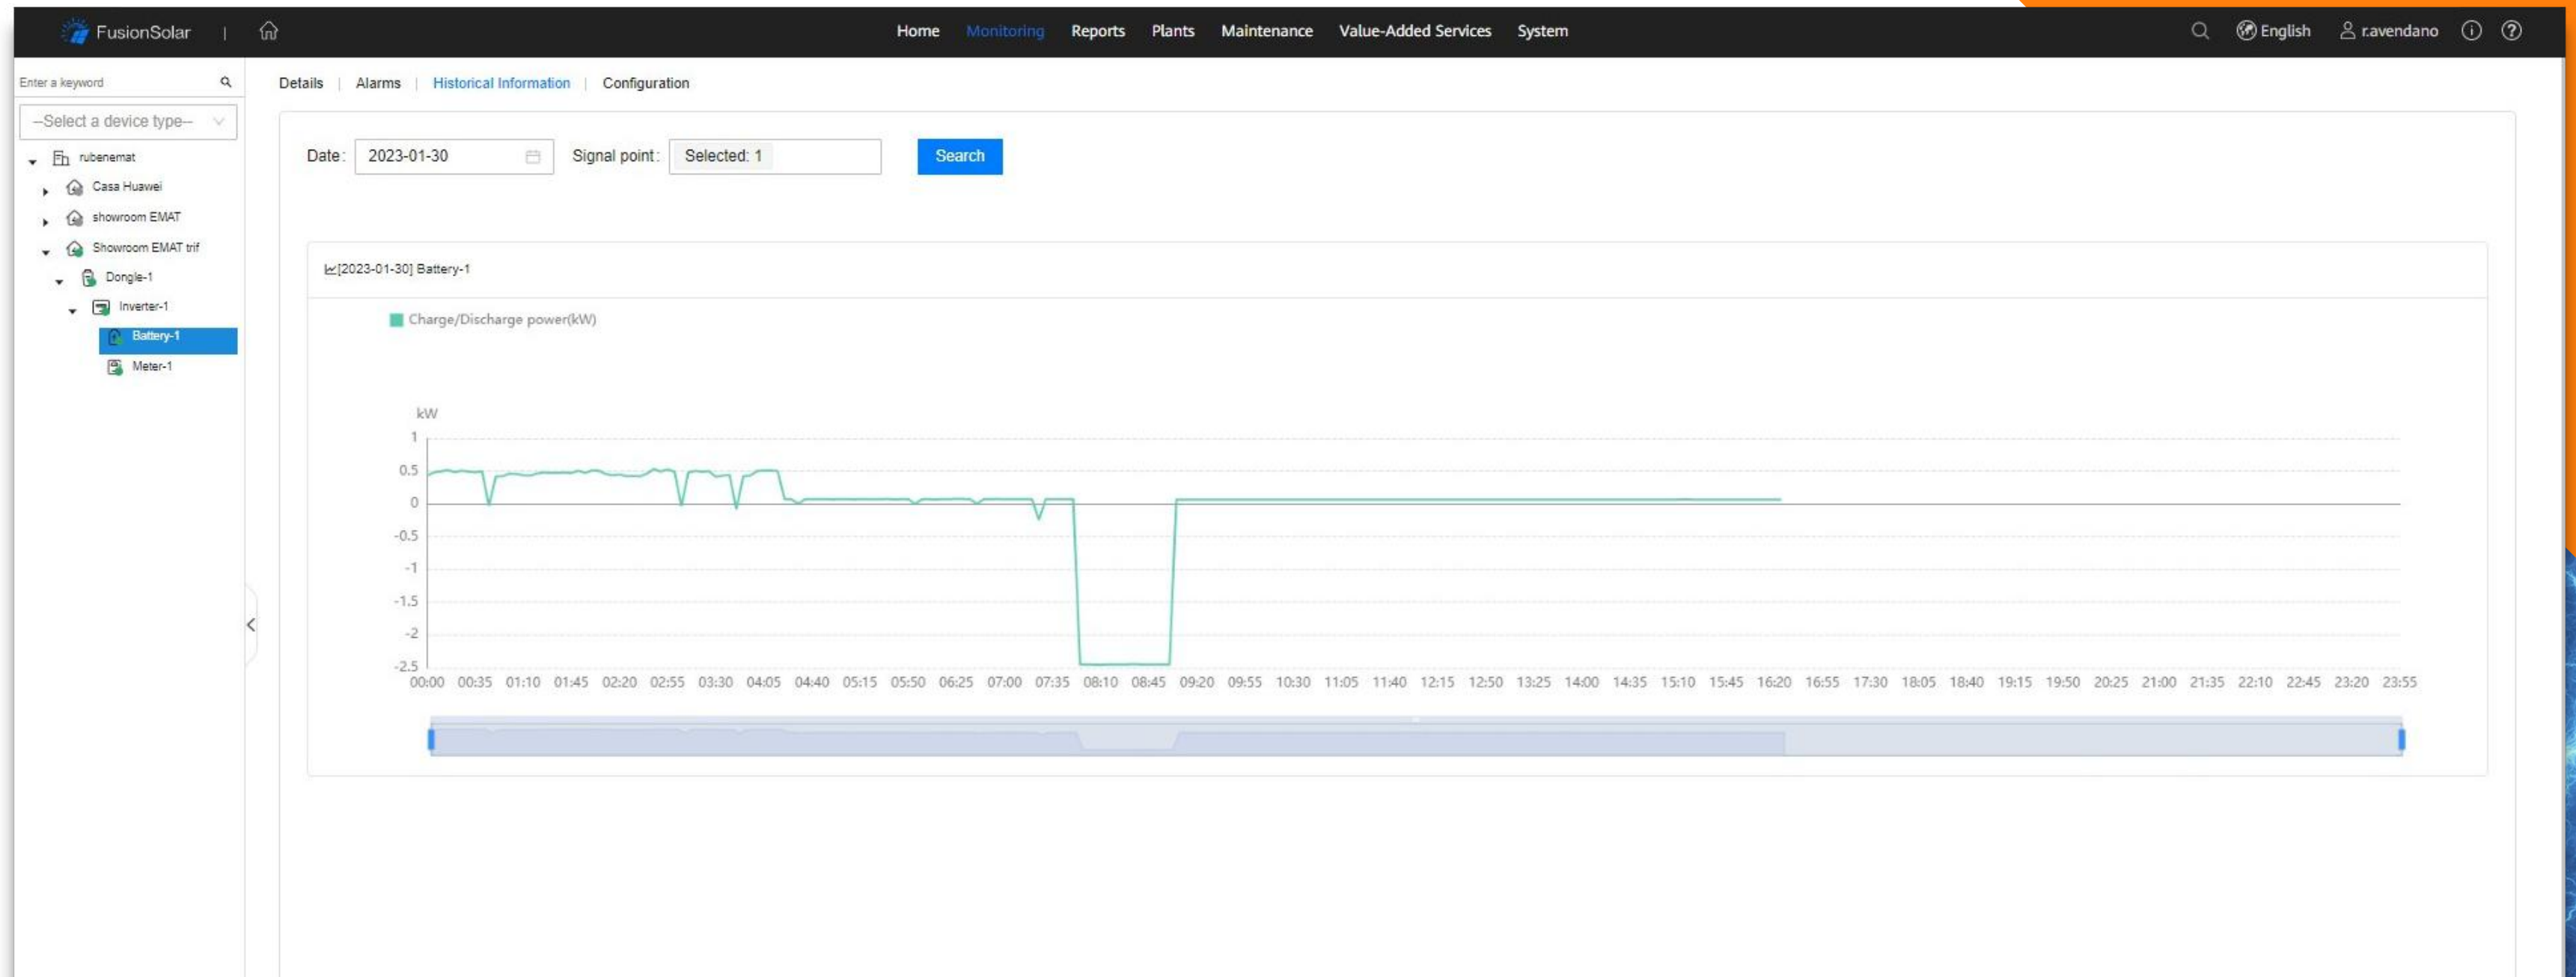 FusionSolar | Home Monitoring Reports Plants Maintenance Value-Added Services System English r.avendano
Enter a keyword
Details | Alarms | Historical Information | Configuration
--Select a device type--
rubenemat
Casa Huawei
showroom EMAT
Showroom EMAT trif
Dongle-1
Inverter-1
Battery-1
Meter-1
Date: 2023-01-30 Signal point: Selected: 1 Search
[2023-01-30] Battery-1
Charge/Discharge power(kW)
kW
1
0.5
0
-0.5
-1
-1.5
-2
-2.5
00:00 00:35 01:10 01:45 02:20 02:55 03:30 04:05 04:40 05:15 05:50 06:25 07:00 07:35 08:10 08:45 09:20 09:55 10:30 11:05 11:40 12:15 12:50 13:25 14:00 14:35 15:10 15:45 16:20 16:55 17:30 18:05 18:40 19:15 19:50 20:25 21:00 21:35 22:10 22:45 23:20 23:55